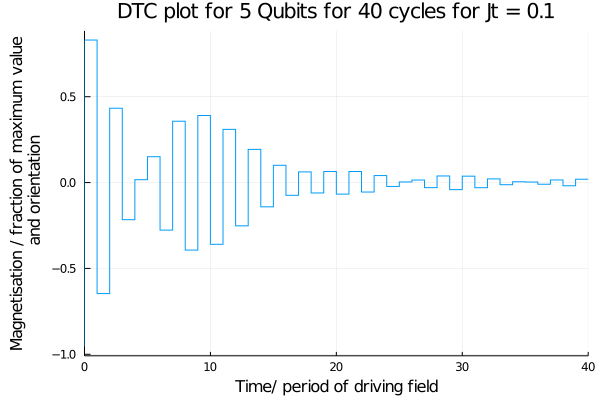 DTC plot for 5 Qubits for 40 cycles for Jt = 0.1
Magnetisation / fraction of maximum value
and orientation
0.5
0.0
−0.5
−1.0
0
10
20
30
40
Time/ period of driving field